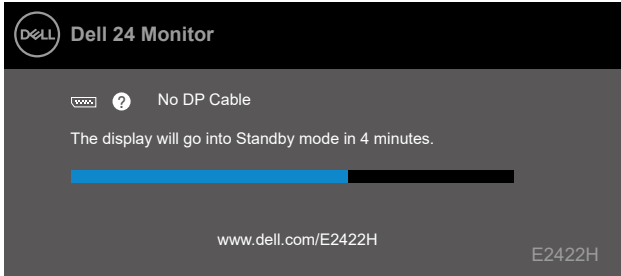 DELL Dell 24 Monitor
? No DP Cable
The display will go into Standby mode in 4 minutes.
www.dell.com/E2422H
E2422H